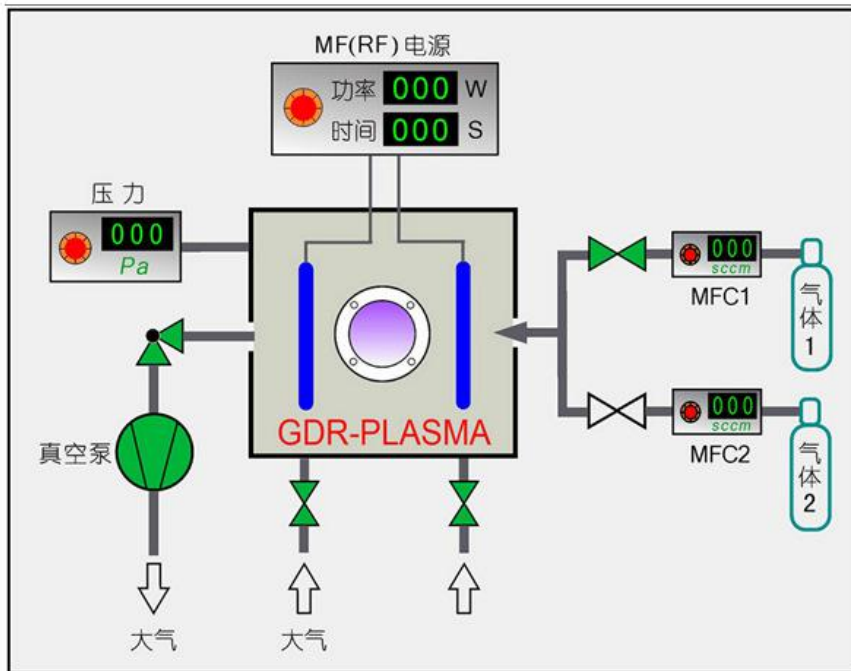 MF(RF)电源
功率 000 W
时间 000 S
压力
000
Pa
000
sccm
MFC1
气体1
真空泵
GDR-PLASMA
000
sccm
MFC2
气体2
大气
大气